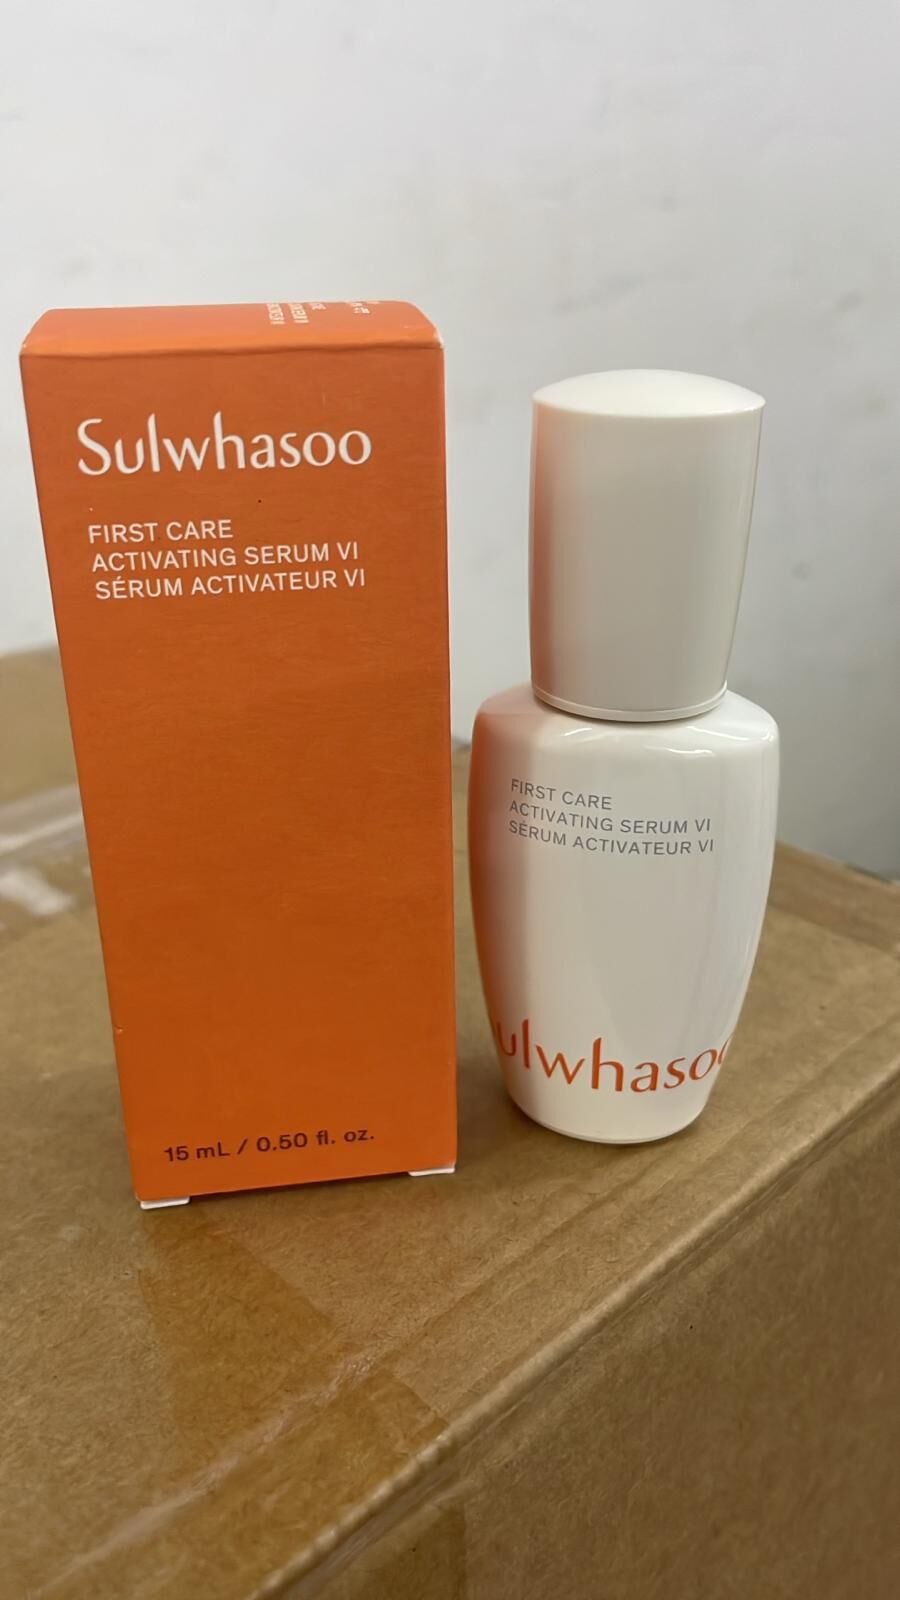 Sulwhasoo
FIRST CARE
ACTIVATING SERUM VI
SÉRUM ACTIVATEUR VI
15 mL / 0.50 fl. oz.
FIRST CARE
ACTIVATING SERUM VI
SÉRUM ACTIVATEUR VI
ulwhasoo